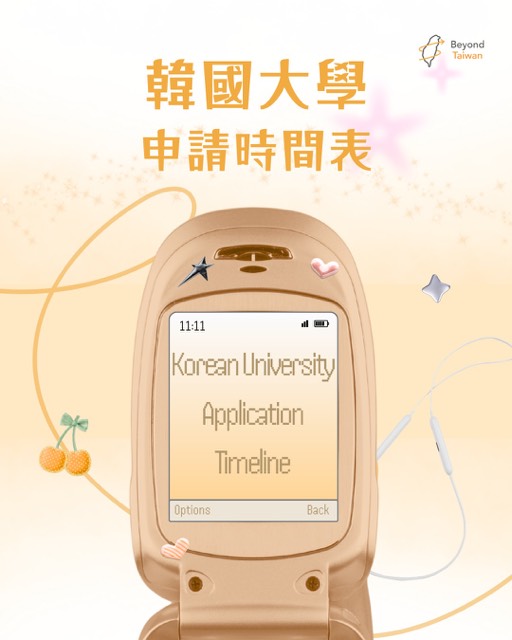 Beyond
Taiwan
韓國大學
申請時間表
11:11
Korean University
Application
Timeline
Options
Back